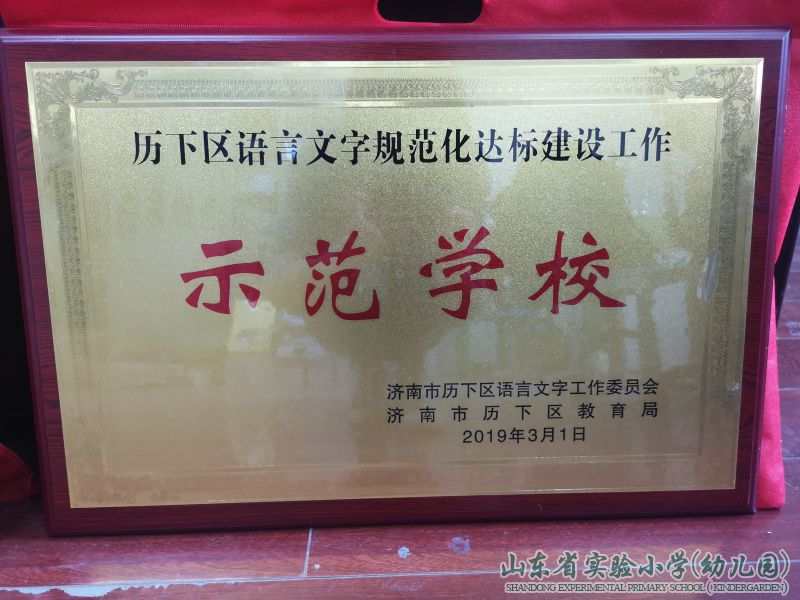 历下区语言文字规范化达标建设工作
示范学校
济南市历下区语言文字工作委员会
济南市历下区教育局
2019年3月1日
山东省实验小学(幼儿园)
SHANDONG EXPERIMENTAL PRIMARY SCHOOL (KINDERGARDEN)